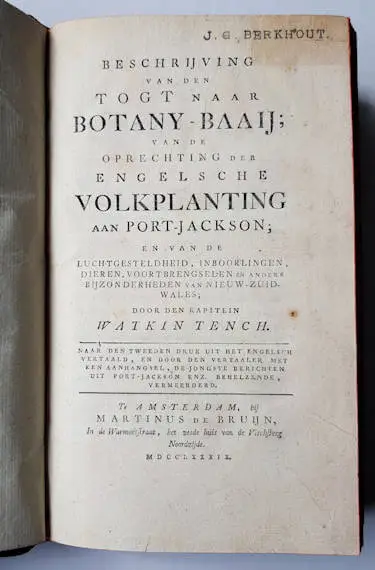 J. G. BERKHOUT.
BESCHRIJVING
VAN DEN
TOGT NAAR
BOTANY-BAAIJ;
VAN DE
OPRECHTING DER
ENGELSCHE
VOLKPLANTING
AAN PORT-JACKSON;
EN VAN DE
LUCHTGESTELDHEID, INBOORLINGEN,
DIEREN, VOORTBRENGSELEN EN ANDERE
BIJZONDERHEDEN VAN NIEUW-ZUID-
WALES;
DOOR DEN KAPITEIN
WATKIN TENCH.
NAAR DEN TWEEDEN DRUK UIT HET ENGELSCH
VERTAALD, EN DOOR DEN VERTAALER MET
EEN AANHANGSEL, DE JONGSTE BERICHTEN
UIT PORT-JACKSON ENZ. BEHELZENDE,
VERMEERDERD.
Te AMSTERDAM, bij
MARTINUS DE BRUIJN,
In de Warmoesstraat, het zesde huis van de Vischsteeg
Noordzijde.
MDCCLXXXIX.